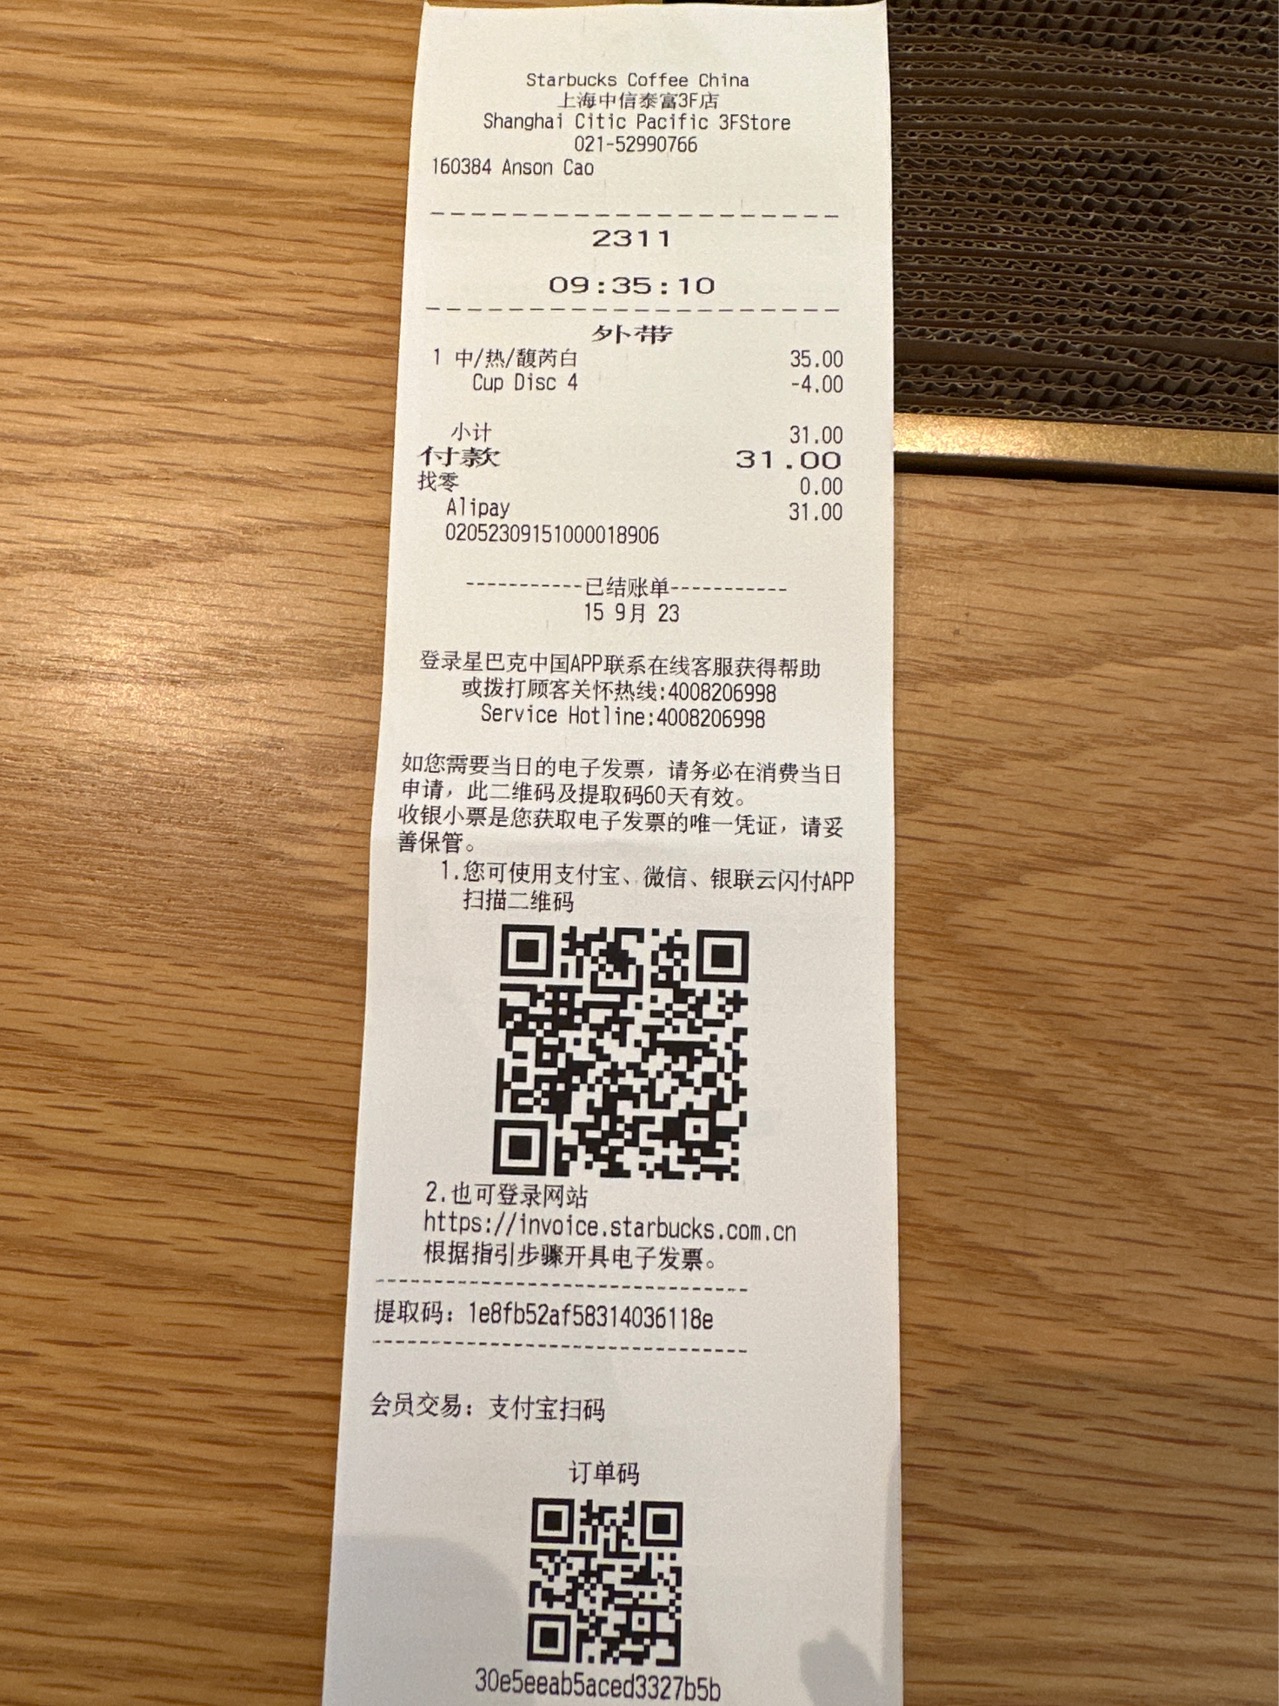 Starbucks Coffee China
上海中信泰富3F店
Shanghai Citic Pacific 3FStore
021-52990766
160384 Anson Cao
--------------------
2311
09:35:10
--------------------
外带
1 中/热/馥芮白 35.00
Cup Disc 4 -4.00
小计 31.00
付款 31.00
找零 0.00
Alipay 31.00
02052309151000018906
-----------已结账单-----------
15 9月 23
登录星巴克中国APP联系在线客服获得帮助
或拨打顾客关怀热线:4008206998
Service Hotline:4008206998
如您需要当日的电子发票，请务必在消费当日
申请，此二维码及提取码60天有效。
收银小票是您获取电子发票的唯一凭证，请妥
善保管。
1.您可使用支付宝、微信、银联云闪付APP
扫描二维码
2.也可登录网站
https://invoice.starbucks.com.cn
根据指引步骤开具电子发票。
--------------------------------
提取码：1e8fb52af58314036118e
--------------------------------
会员交易：支付宝扫码
订单码
30e5eeab5aced3327b5b